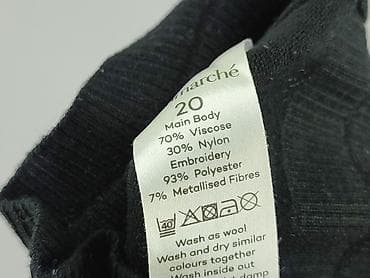 marché
20
Main Body
70% Viscose
30% Nylon
Embroidery
93% Polyester
7% Metallised Fibres
40
Wash as wool
Wash and dry similar
colours together
Wash inside out
damp